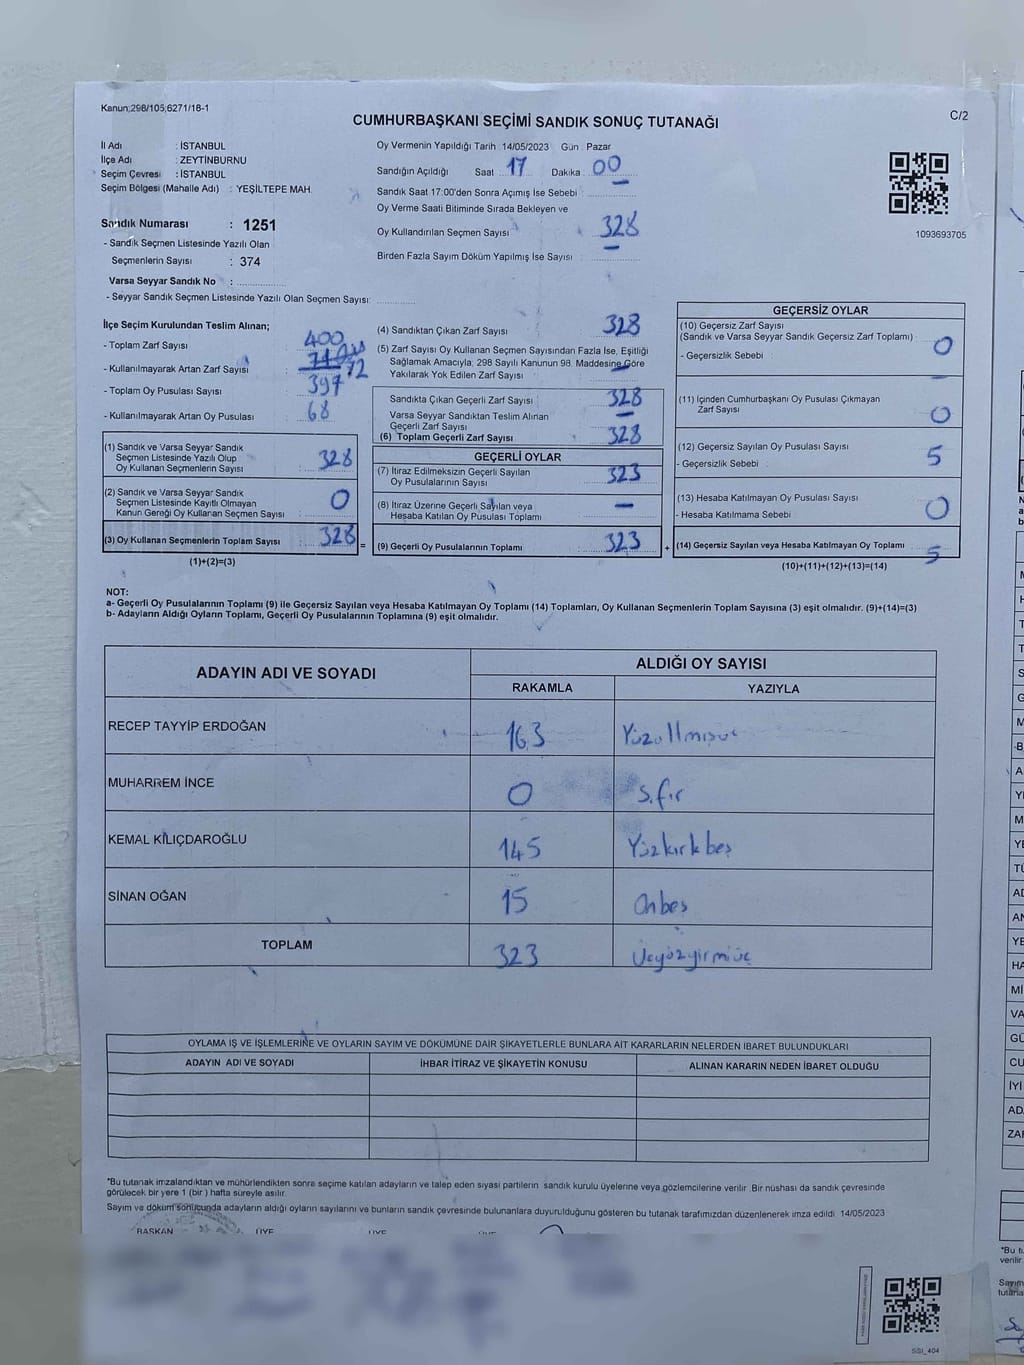 Kanun;298/105;6271/18-1
C/2
CUMHURBAŞKANI SEÇİMİ SANDIK SONUÇ TUTANAĞI
İl Adı : İSTANBUL
İlçe Adı : ZEYTİNBURNU
Seçim Çevresi : İSTANBUL
Seçim Bölgesi (Mahalle Adı) : YEŞİLTEPE MAH.
Sandık Numarası : 1251
- Sandık Seçmen Listesinde Yazılı Olan
Seçmenlerin Sayısı : 374
Varsa Seyyar Sandık No :
- Seyyar Sandık Seçmen Listesinde Yazılı Olan Seçmen Sayısı:
Oy Vermenin Yapıldığı Tarih :14/05/2023 Gün : Pazar
Sandığın Açıldığı Saat 17 Dakika : 00
Sandık Saat 17:00'den Sonra Açımış İse Sebebi :
Oy Verme Saati Bitiminde Sırada Bekleyen ve
Oy Kullandırılan Seçmen Sayısı 328
Birden Fazla Sayım Döküm Yapılmış İse Sayısı :
1093693705
İlçe Seçim Kurulundan Teslim Alınan;
- Toplam Zarf Sayısı : 400
- Kullanılmayarak Artan Zarf Sayısı : 72
- Toplam Oy Pusulası Sayısı : 397
- Kullanılmayarak Artan Oy Pusulası : 68
(1) Sandık ve Varsa Seyyar Sandık
Seçmen Listesinde Yazılı Olup
Oy Kullanan Seçmenlerin Sayısı : 328
(2) Sandık ve Varsa Seyyar Sandık
Seçmen Listesinde Kayıtlı Olmayan
Kanun Gereği Oy Kullanan Seçmen Sayısı : 0
(3) Oy Kullanan Seçmenlerin Toplam Sayısı : 328 =
(1)+(2)=(3)
(4) Sandıktan Çıkan Zarf Sayısı : 328
(5) Zarf Sayısı Oy Kullanan Seçmen Sayısından Fazla İse, Eşitliği
Sağlamak Amacıyla; 298 Sayılı Kanunun 98. Maddesine Göre
Yakılarak Yok Edilen Zarf Sayısı : —
Sandıkta Çıkan Geçerli Zarf Sayısı : 328
Varsa Seyyar Sandıktan Teslim Alınan
Geçerli Zarf Sayısı : —
(6) Toplam Geçerli Zarf Sayısı : 328
GEÇERLİ OYLAR
(7) İtiraz Edilmeksizin Geçerli Sayılan
Oy Pusulalarının Sayısı : 323
(8) İtiraz Üzerine Geçerli Sayılan veya
Hesaba Katılan Oy Pusulası Toplamı : —
(9) Geçerli Oy Pusulalarının Toplamı : 323 +
GEÇERSİZ OYLAR
(10) Geçersiz Zarf Sayısı
(Sandık ve Varsa Seyyar Sandık Geçersiz Zarf Toplamı) : 0
- Geçersizlik Sebebi :
(11) İçinden Cumhurbaşkanı Oy Pusulası Çıkmayan
Zarf Sayısı : 0
(12) Geçersiz Sayılan Oy Pusulası Sayısı : 5
- Geçersizlik Sebebi :
(13) Hesaba Katılmayan Oy Pusulası Sayısı : 0
- Hesaba Katılmama Sebebi :
(14) Geçersiz Sayılan veya Hesaba Katılmayan Oy Toplamı : 5
(10)+(11)+(12)+(13)=(14)
NOT:
a- Geçerli Oy Pusulalarının Toplamı (9) ile Geçersiz Sayılan veya Hesaba Katılmayan Oy Toplamı (14) Toplamları, Oy Kullanan Seçmenlerin Toplam Sayısına (3) eşit olmalıdır. (9)+(14)=(3)
b- Adayların Aldığı Oyların Toplamı, Geçerli Oy Pusulalarının Toplamına (9) eşit olmalıdır.
ADAYIN ADI VE SOYADI
ALDIĞI OY SAYISI
RAKAMLA YAZIYLA
RECEP TAYYİP ERDOĞAN 163
MUHARREM İNCE 0 Sıfır
KEMAL KILIÇDAROĞLU 145 Yüzkırkbeş
SİNAN OĞAN 15 Onbeş
TOPLAM 323 Üçyüzyirmiüç
OYLAMA İŞ VE İŞLEMLERİNE VE OYLARIN SAYIM VE DÖKÜMÜNE DAİR ŞİKAYETLERLE BUNLARA AİT KARARLARIN NELERDEN İBARET BULUNDUKLARI
ADAYIN ADI VE SOYADI İHBAR İTİRAZ VE ŞİKAYETİN KONUSU ALINAN KARARIN NEDEN İBARET OLDUĞU
*Bu tutanak imzalandıktan ve mühürlendikten sonra seçime katılan adayların ve talep eden siyasi partilerin sandık kurulu üyelerine veya gözlemcilerine verilir .Bir nüshası da sandık çevresinde
görülecek bir yere 1 (bir ) hafta süreyle asılır.
Sayım ve döküm sonucunda adayların aldığı oyların sayılarını ve bunların sandık çevresinde bulunanlara duyurulduğunu gösteren bu tutanak tarafımızdan düzenlenerek imza edildi. 14/05/2023
BAŞKAN ÜYE ÜYE ÜYE
SSI_404